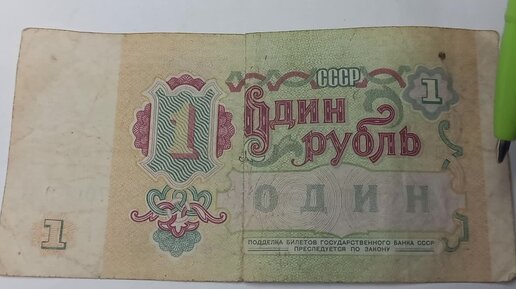 СССР
1
1
Один
рубль
ОДИН
1
ПОДДЕЛКА БИЛЕТОВ ГОСУДАРСТВЕННОГО БАНКА СССР
ПРЕСЛЕДУЕТСЯ ПО ЗАКОНУ